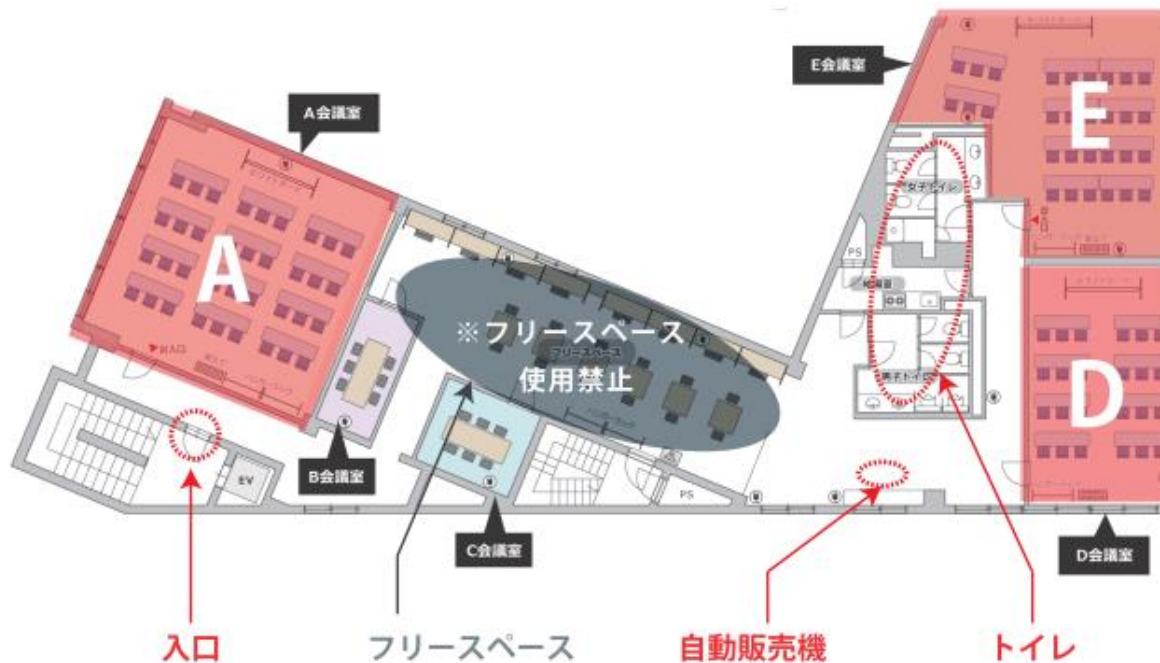 E会議室
A会議室
E
女子トイレ
A
PS
※フリースペース
フリースペース
使用禁止
男子トイレ
D
EV
B会議室
PS
C会議室
D会議室
入口
フリースペース
自動販売機
トイレ